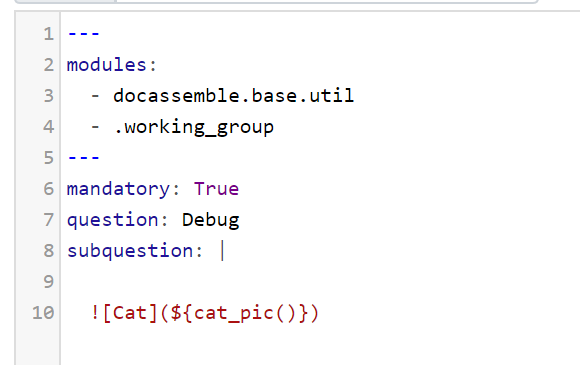 1 ---
2 modules:
3   - docassemble.base.util
4   - .working_group
5 ---
6 mandatory: True
7 question: Debug
8 subquestion: |
9
10   ![Cat](${cat_pic()})